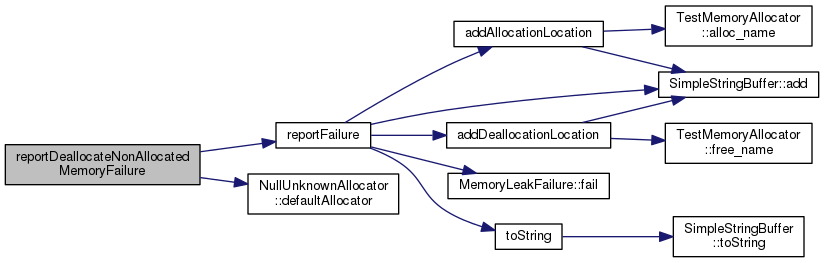 reportDeallocateNonAllocated
MemoryFailure
reportFailure
NullUnknownAllocator
::defaultAllocator
addAllocationLocation
addDeallocationLocation
MemoryLeakFailure::fail
toString
TestMemoryAllocator
::alloc_name
SimpleStringBuffer::add
TestMemoryAllocator
::free_name
SimpleStringBuffer
::toString